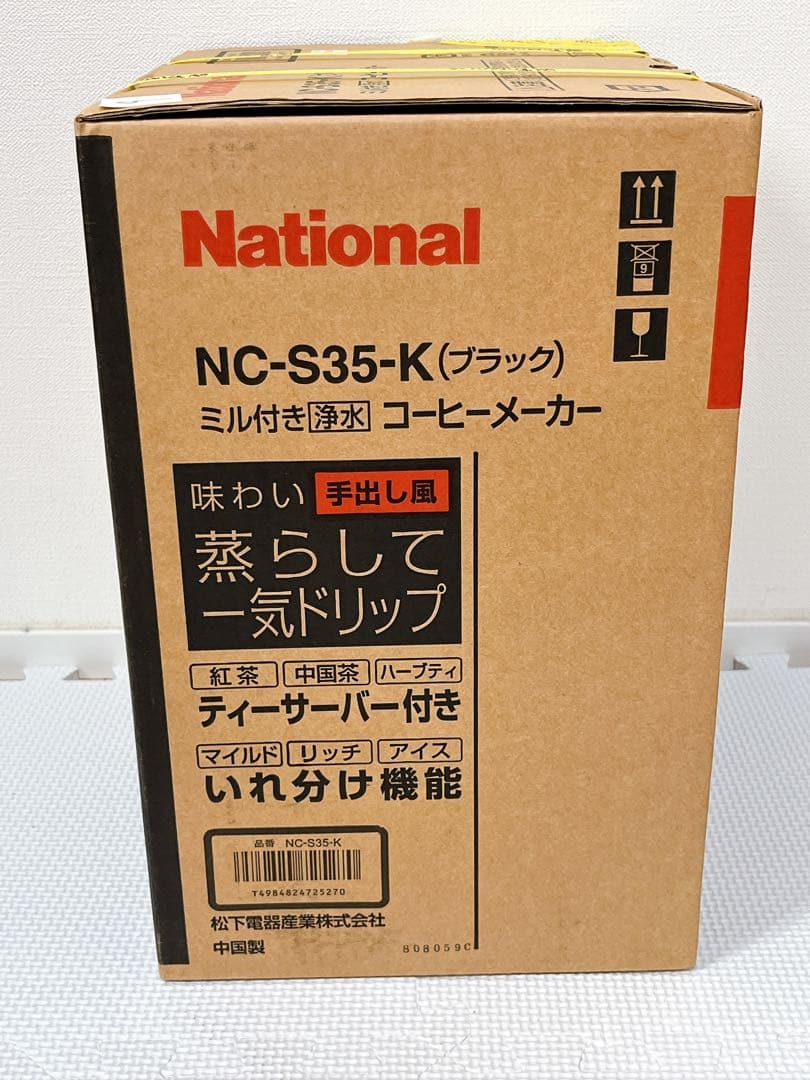 National
NC-S35-K(ブラック)
ミル付き 浄水 コーヒーメーカー
味わい 手出し風
蒸らして
一気ドリップ
紅茶 中国茶 ハーブティ
ティーサーバー付き
マイルド リッチ アイス
いれ分け機能
品番 NC-S35-K
T4984824725270
松下電器産業株式会社
中国製
808059C
9